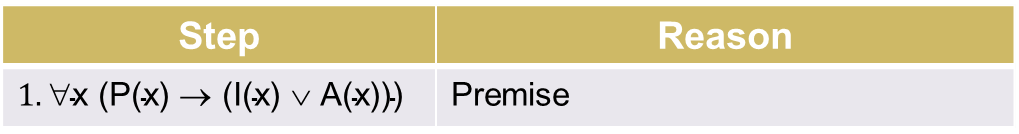 Step Reason
1. ∀x (P(x) → (I(x) ∨ A(x))) Premise